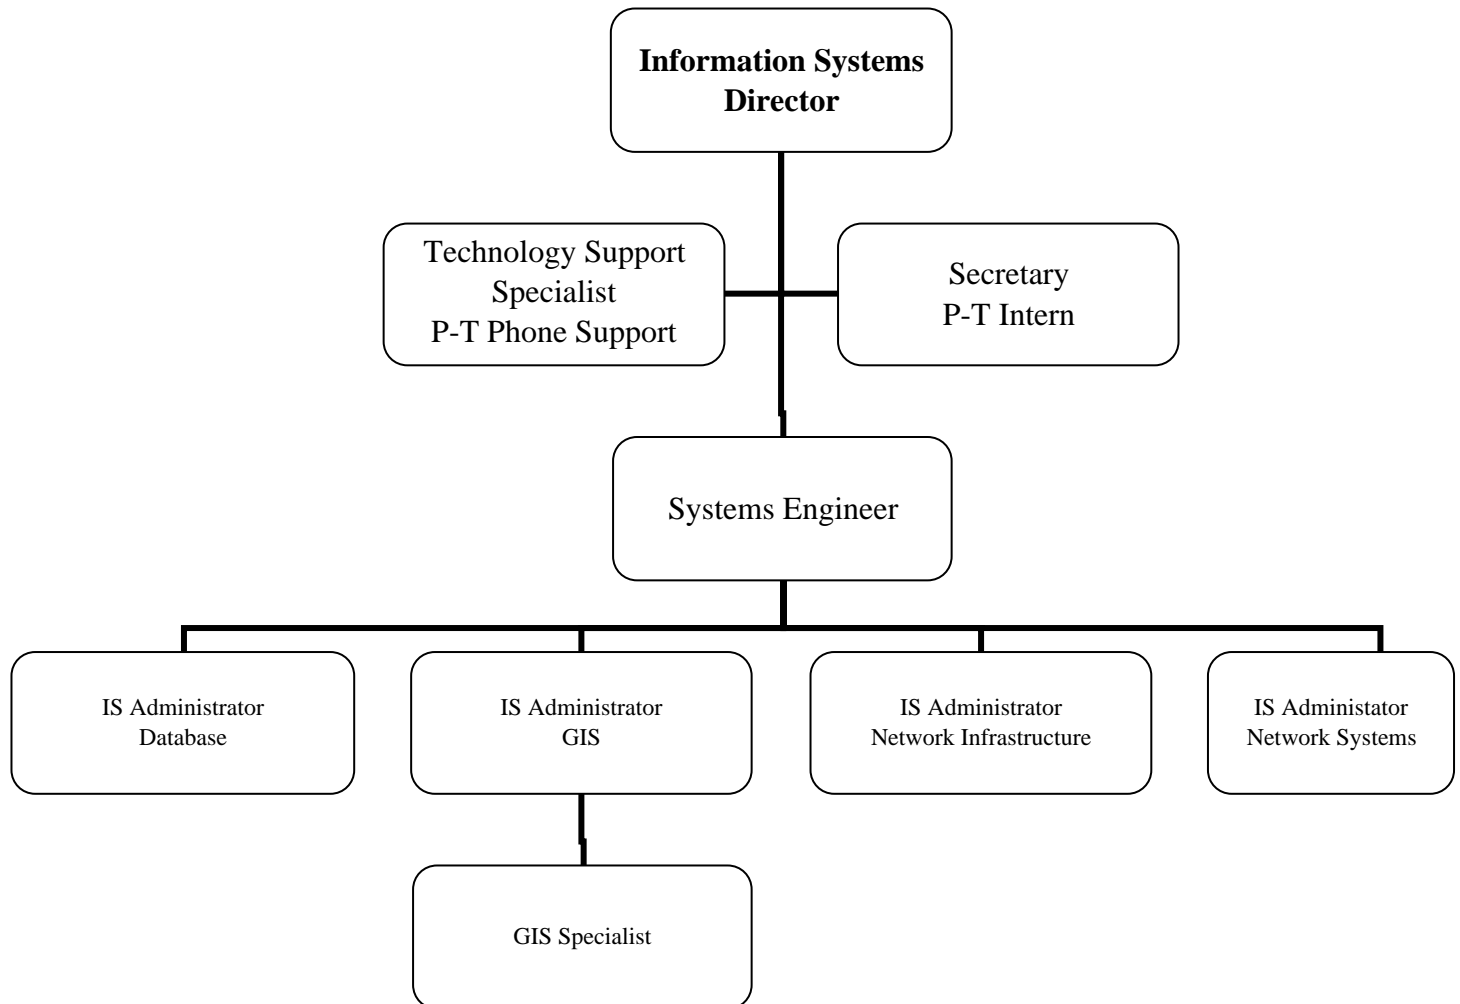 Information Systems
Director
Technology Support
Specialist
P-T Phone Support
Secretary
P-T Intern
Systems Engineer
IS Administrator
Database
IS Administrator
GIS
IS Administrator
Network Infrastructure
IS Administator
Network Systems
GIS Specialist